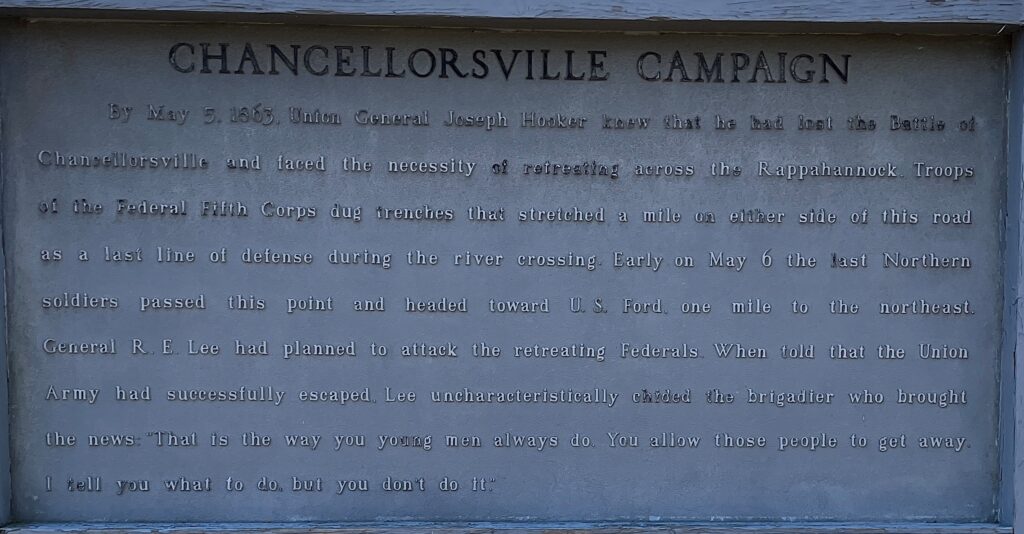 CHANCELLORSVILLE CAMPAIGN
By May 5, 1863, Union General Joseph Hooker knew that he had lost the Battle of
Chancellorsville and faced the necessity of retreating across the Rappahannock. Troops
of the Federal Fifth Corps dug trenches that stretched a mile on either side of this road
as a last line of defense during the river crossing. Early on May 6 the last Northern
soldiers passed this point and headed toward U. S. Ford, one mile to the northeast.
General R. E. Lee had planned to attack the retreating Federals. When told that the Union
Army had successfully escaped, Lee uncharacteristically chided the brigadier who brought
the news: "That is the way you young men always do. You allow those people to get away.
I tell you what to do, but you don't do it."